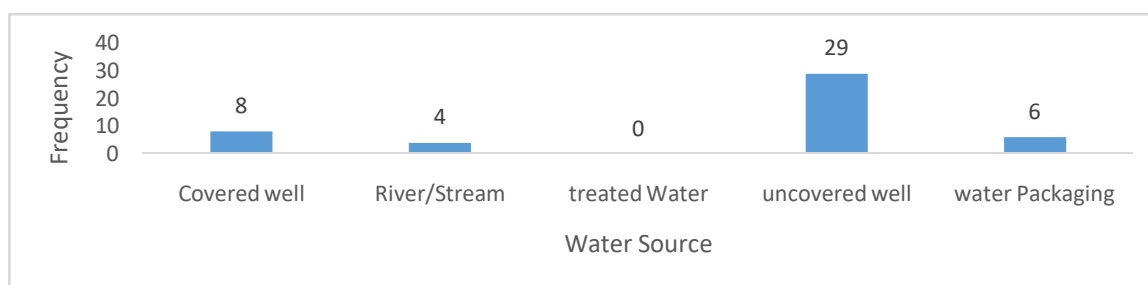 Frequency
40
30
20
10
0
8
4
0
29
6
Covered well
River/Stream
treated Water
uncovered well
water Packaging
Water Source